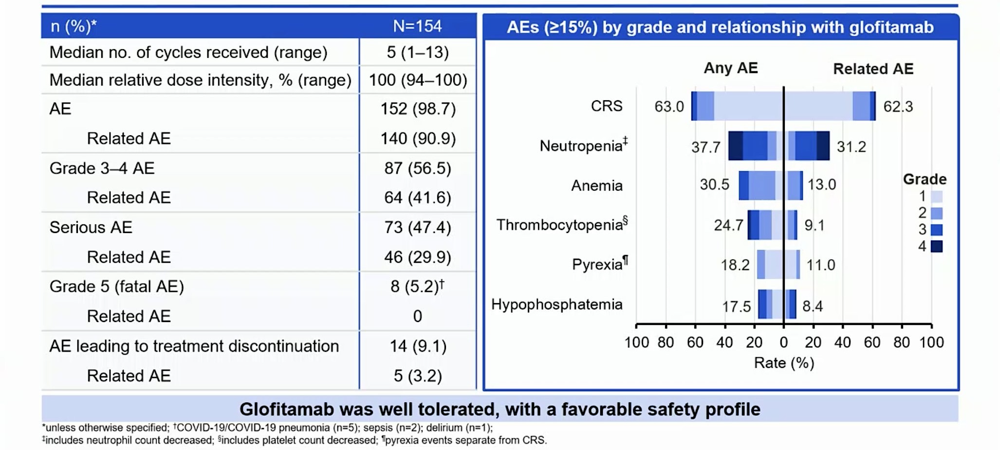 n (%)* N=154
Median no. of cycles received (range) 5 (1–13)
Median relative dose intensity, % (range) 100 (94–100)
AE 152 (98.7)
Related AE 140 (90.9)
Grade 3–4 AE 87 (56.5)
Related AE 64 (41.6)
Serious AE 73 (47.4)
Related AE 46 (29.9)
Grade 5 (fatal AE) 8 (5.2)†
Related AE 0
AE leading to treatment discontinuation 14 (9.1)
Related AE 5 (3.2)
AEs (≥15%) by grade and relationship with glofitamab
Any AE Related AE
CRS 63.0 62.3
Neutropenia‡ 37.7 31.2
Anemia 30.5 13.0
Thrombocytopenia§ 24.7 9.1
Pyrexia¶ 18.2 11.0
Hypophosphatemia 17.5 8.4
100 80 60 40 20 0 20 40 60 80 100
Rate (%)
Grade
1
2
3
4
Glofitamab was well tolerated, with a favorable safety profile
*unless otherwise specified; †COVID-19/COVID-19 pneumonia (n=5); sepsis (n=2); delirium (n=1);
‡includes neutrophil count decreased; §includes platelet count decreased; ¶pyrexia events separate from CRS.